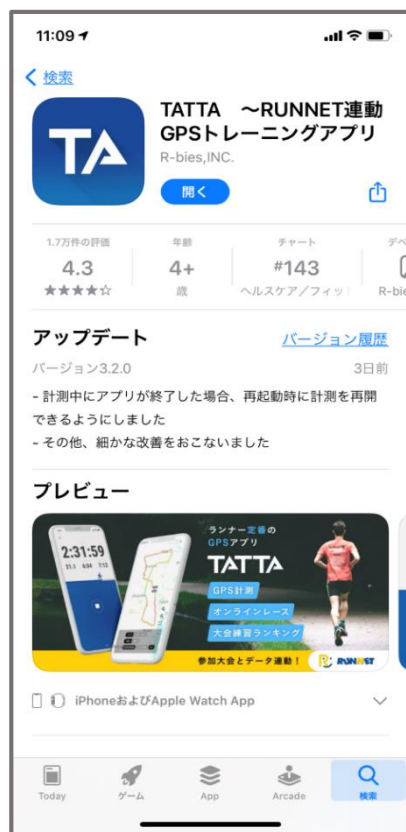 11:09
検索
TA
TATTA　～RUNNET連動
GPSトレーニングアプリ
R-bies,INC.
開く
1.7万件の評価
4.3
★★★★☆
年齢
4+
歳
チャート
#143
ヘルスケア／フィッ
デベ
R-bie
アップデート
バージョン履歴
バージョン3.2.0
3日前
- 計測中にアプリが終了した場合、再起動時に計測を再開
できるようにしました
- その他、細かな改善をおこないました
プレビュー
2:31:59
ランナー定番の
GPSアプリ
TATTA
GPS計測
オンラインレース
大会練習ランキング
参加大会とデータ連動！
RUNNET
iPhoneおよびApple Watch App
Today
ゲーム
App
Arcade
検索